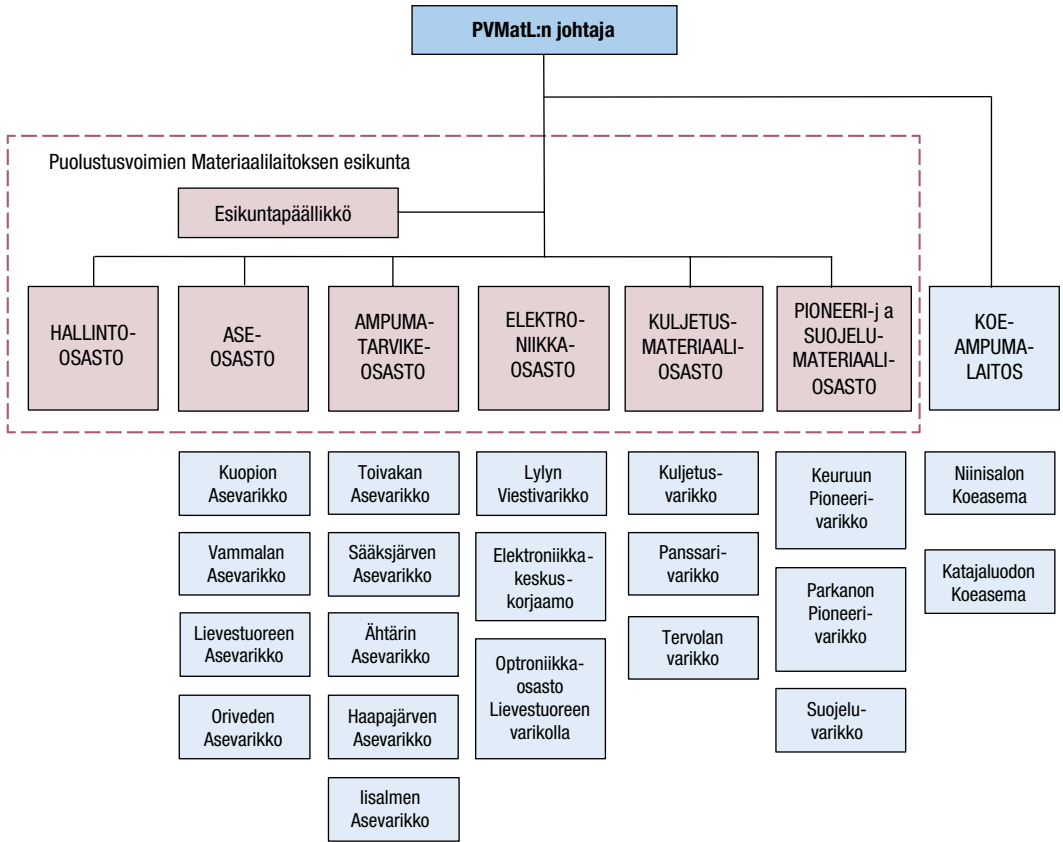 PVMatL:n johtaja
Puolustusvoimien Materiaalilaitoksen esikunta
Esikuntapäällikkö
HALLINTO-
OSASTO
ASE-
OSASTO
AMPUMA-
TARVIKE-
OSASTO
ELEKTRO-
NIIKKA-
OSASTO
KULJETUS-
MATERIAALI-
OSASTO
PIONEERI-j a
SUOJELU-
MATERIAALI-
OSASTO
KOE-
AMPUMA-
LAITOS
Kuopion
Asevarikko
Vammalan
Asevarikko
Lievestuoreen
Asevarikko
Oriveden
Asevarikko
Toivakan
Asevarikko
Sääksjärven
Asevarikko
Ähtärin
Asevarikko
Haapajärven
Asevarikko
Iisalmen
Asevarikko
Lylyn
Viestivarikko
Elektroniikka-
keskus-
korjaamo
Optroniikka-
osasto
Lievestuoreen
varikolla
Kuljetus-
varikko
Panssari-
varikko
Tervolan
varikko
Keuruun
Pioneeri-
varikko
Parkanon
Pioneeri-
varikko
Suojelu-
varikko
Niinisalon
Koeasema
Katajaluodon
Koeasema